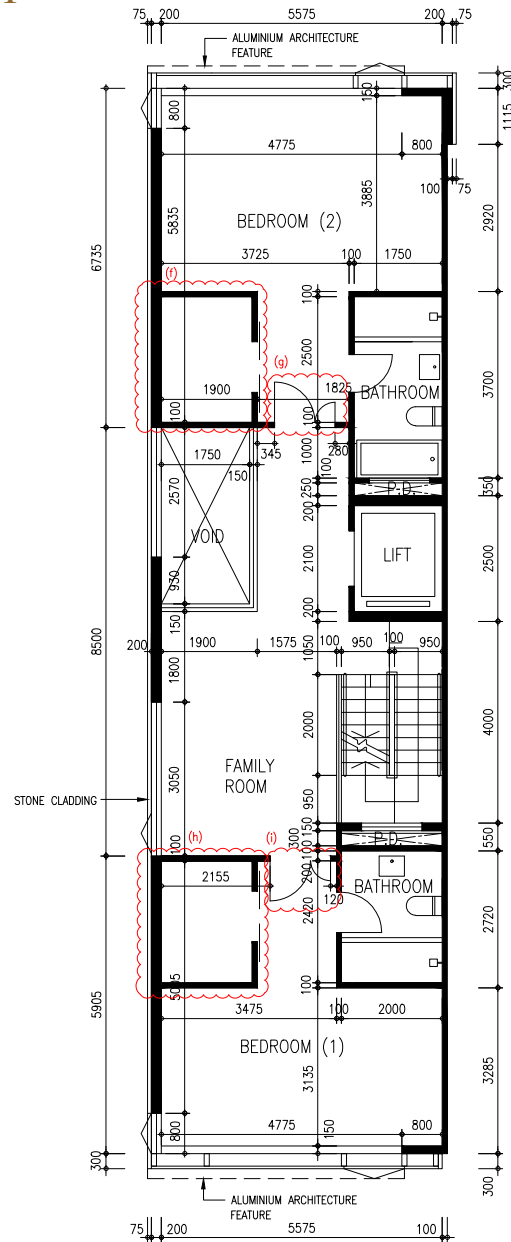 75 200 5575 200 75
ALUMINIUM ARCHITECTURE
FEATURE
300
800 150 1115
4775 800
100 75
5835 3885 2920
BEDROOM (2)
6735
3725 100 1750
(f)
100
2500 3700
(g)
1900 1825
BATHROOM
100 100
345 1000 280
1750 150 100
2570 250 P.D. 350
200
VOID 2100 LIFT 2500
930
200
150
8500
200 1900 1575 100 950 100 950
1050
1800
2000 4000
FAMILY
ROOM
3050 950
STONE CLADDING
150
(h) (i) 300 P.D. 550
100 100
2155 200 BATHROOM
120
2420 2720
5005
100
5905
3475 100 2000
BEDROOM (1)
3135 3285
4775 800
800 150
300 300
ALUMINIUM ARCHITECTURE
FEATURE
75 200 5575 100